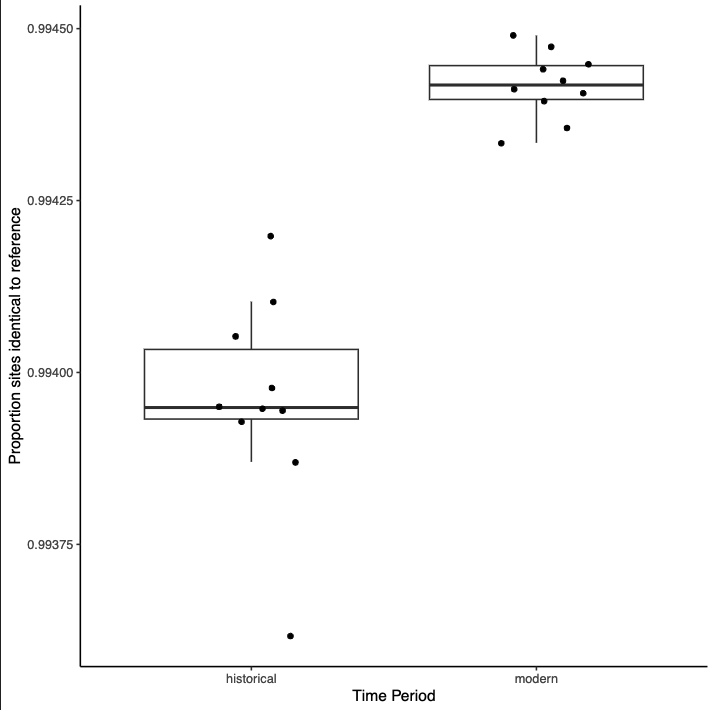 Proportion sites identical to reference
0.99450
0.99425
0.99400
0.99375
historical
modern
Time Period